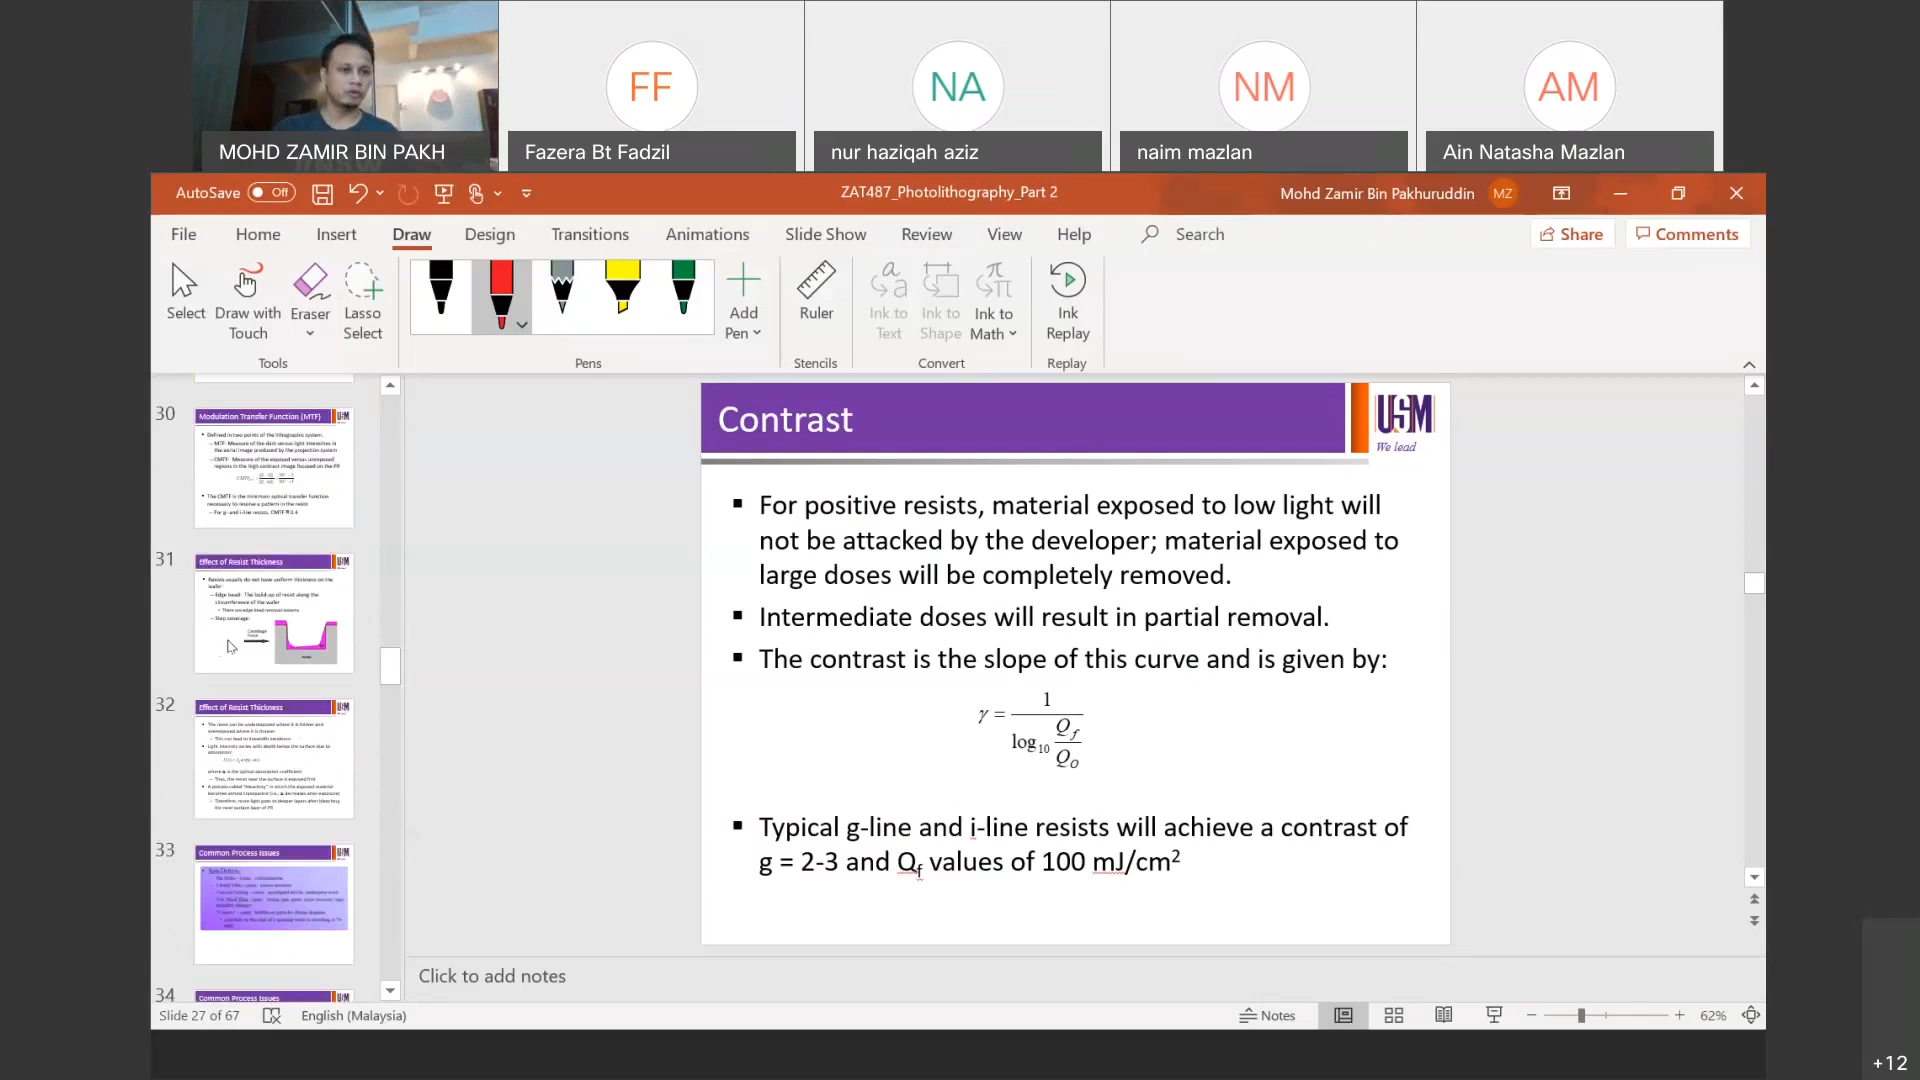 FF
NA
NM
AM
MOHD ZAMIR BIN PAKH
Fazera Bt Fadzil
nur haziqah aziz
naim mazlan
Ain Natasha Mazlan
AutoSave Off
ZAT487_Photolithography_Part 2
Mohd Zamir Bin Pakhuruddin MZ
File Home Insert Draw Design Transitions Animations Slide Show Review View Help Search
Share Comments
Select
Draw with Touch
Eraser
Lasso Select
Add Pen
Ruler
Ink to Text
Ink to Shape
Ink to Math
Ink Replay
Tools
Pens
Stencils
Convert
Replay
30
Modulation Transfer Function (MTF)
31
Effect of Resist Thickness
32
Effect of Resist Thickness
33
Common Process Issues
34
Common Process Issues
Contrast
USM
We lead
▪ For positive resists, material exposed to low light will
not be attacked by the developer; material exposed to
large doses will be completely removed.
▪ Intermediate doses will result in partial removal.
▪ The contrast is the slope of this curve and is given by:
γ = 1 / (log₁₀ (Q_f / Q_O))
▪ Typical g-line and i-line resists will achieve a contrast of
g = 2-3 and Q_f values of 100 mJ/cm²
Click to add notes
Slide 27 of 67
English (Malaysia)
Notes
62%
+12